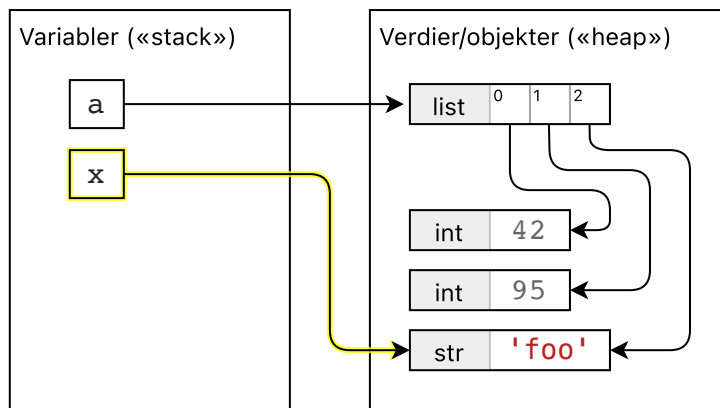 Variabler («stack»)
Verdier/objekter («heap»)
a
list 0 1 2
x
int 42
int 95
str 'foo'